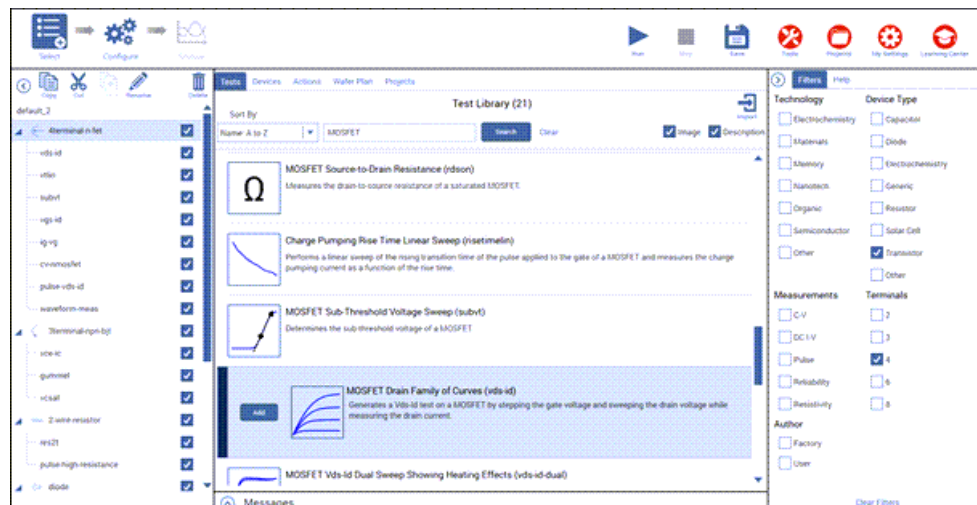 Select
Configure
Run
Save
Tools
Projects
My Settings
Learning Center
Copy
Cut
Rename
Delete
default_2
4terminal-n-fet
vds-id
vtlin
subvt
vgs-id
ig-vg
cv-nmosfet
pulse-vds-id
waveform-meas
3terminal-npn-bjt
vce-ic
gummel
vcsat
2-wire-resistor
res2t
pulse-high-resistance
diode
Tests Devices Actions Wafer Plan Projects
Test Library (21)
Sort By
Import
Name: A to Z MOSFET Search Clear Image Description
MOSFET Source-to-Drain Resistance (rdson)
Measures the drain-to-source resistance of a saturated MOSFET.
Ω
Charge Pumping Rise Time Linear Sweep (risetimelin)
Performs a linear sweep of the rising transition time of the pulse applied to the gate of a MOSFET and measures the charge
pumping current as a function of the rise time.
MOSFET Sub-Threshold Voltage Sweep (subvt)
Determines the sub-threshold voltage of a MOSFET
MOSFET Drain Family of Curves (vds-id)
Add
Generates a Vds-Id test on a MOSFET by stepping the gate voltage and sweeping the drain voltage while
measuring the drain current.
MOSFET Vds-Id Dual Sweep Showing Heating Effects (vds-id-dual)
Messages
Filters Help
Technology
Electrochemistry
Materials
Memory
Nanotech
Organic
Semiconductor
Other
Device Type
Capacitor
Diode
Electrochemistry
Generic
Resistor
Solar Cell
Transistor
Other
Measurements
C-V
DC I-V
Pulse
Reliability
Resistivity
Terminals
2
3
4
6
8
Author
Factory
User
Clear Filters